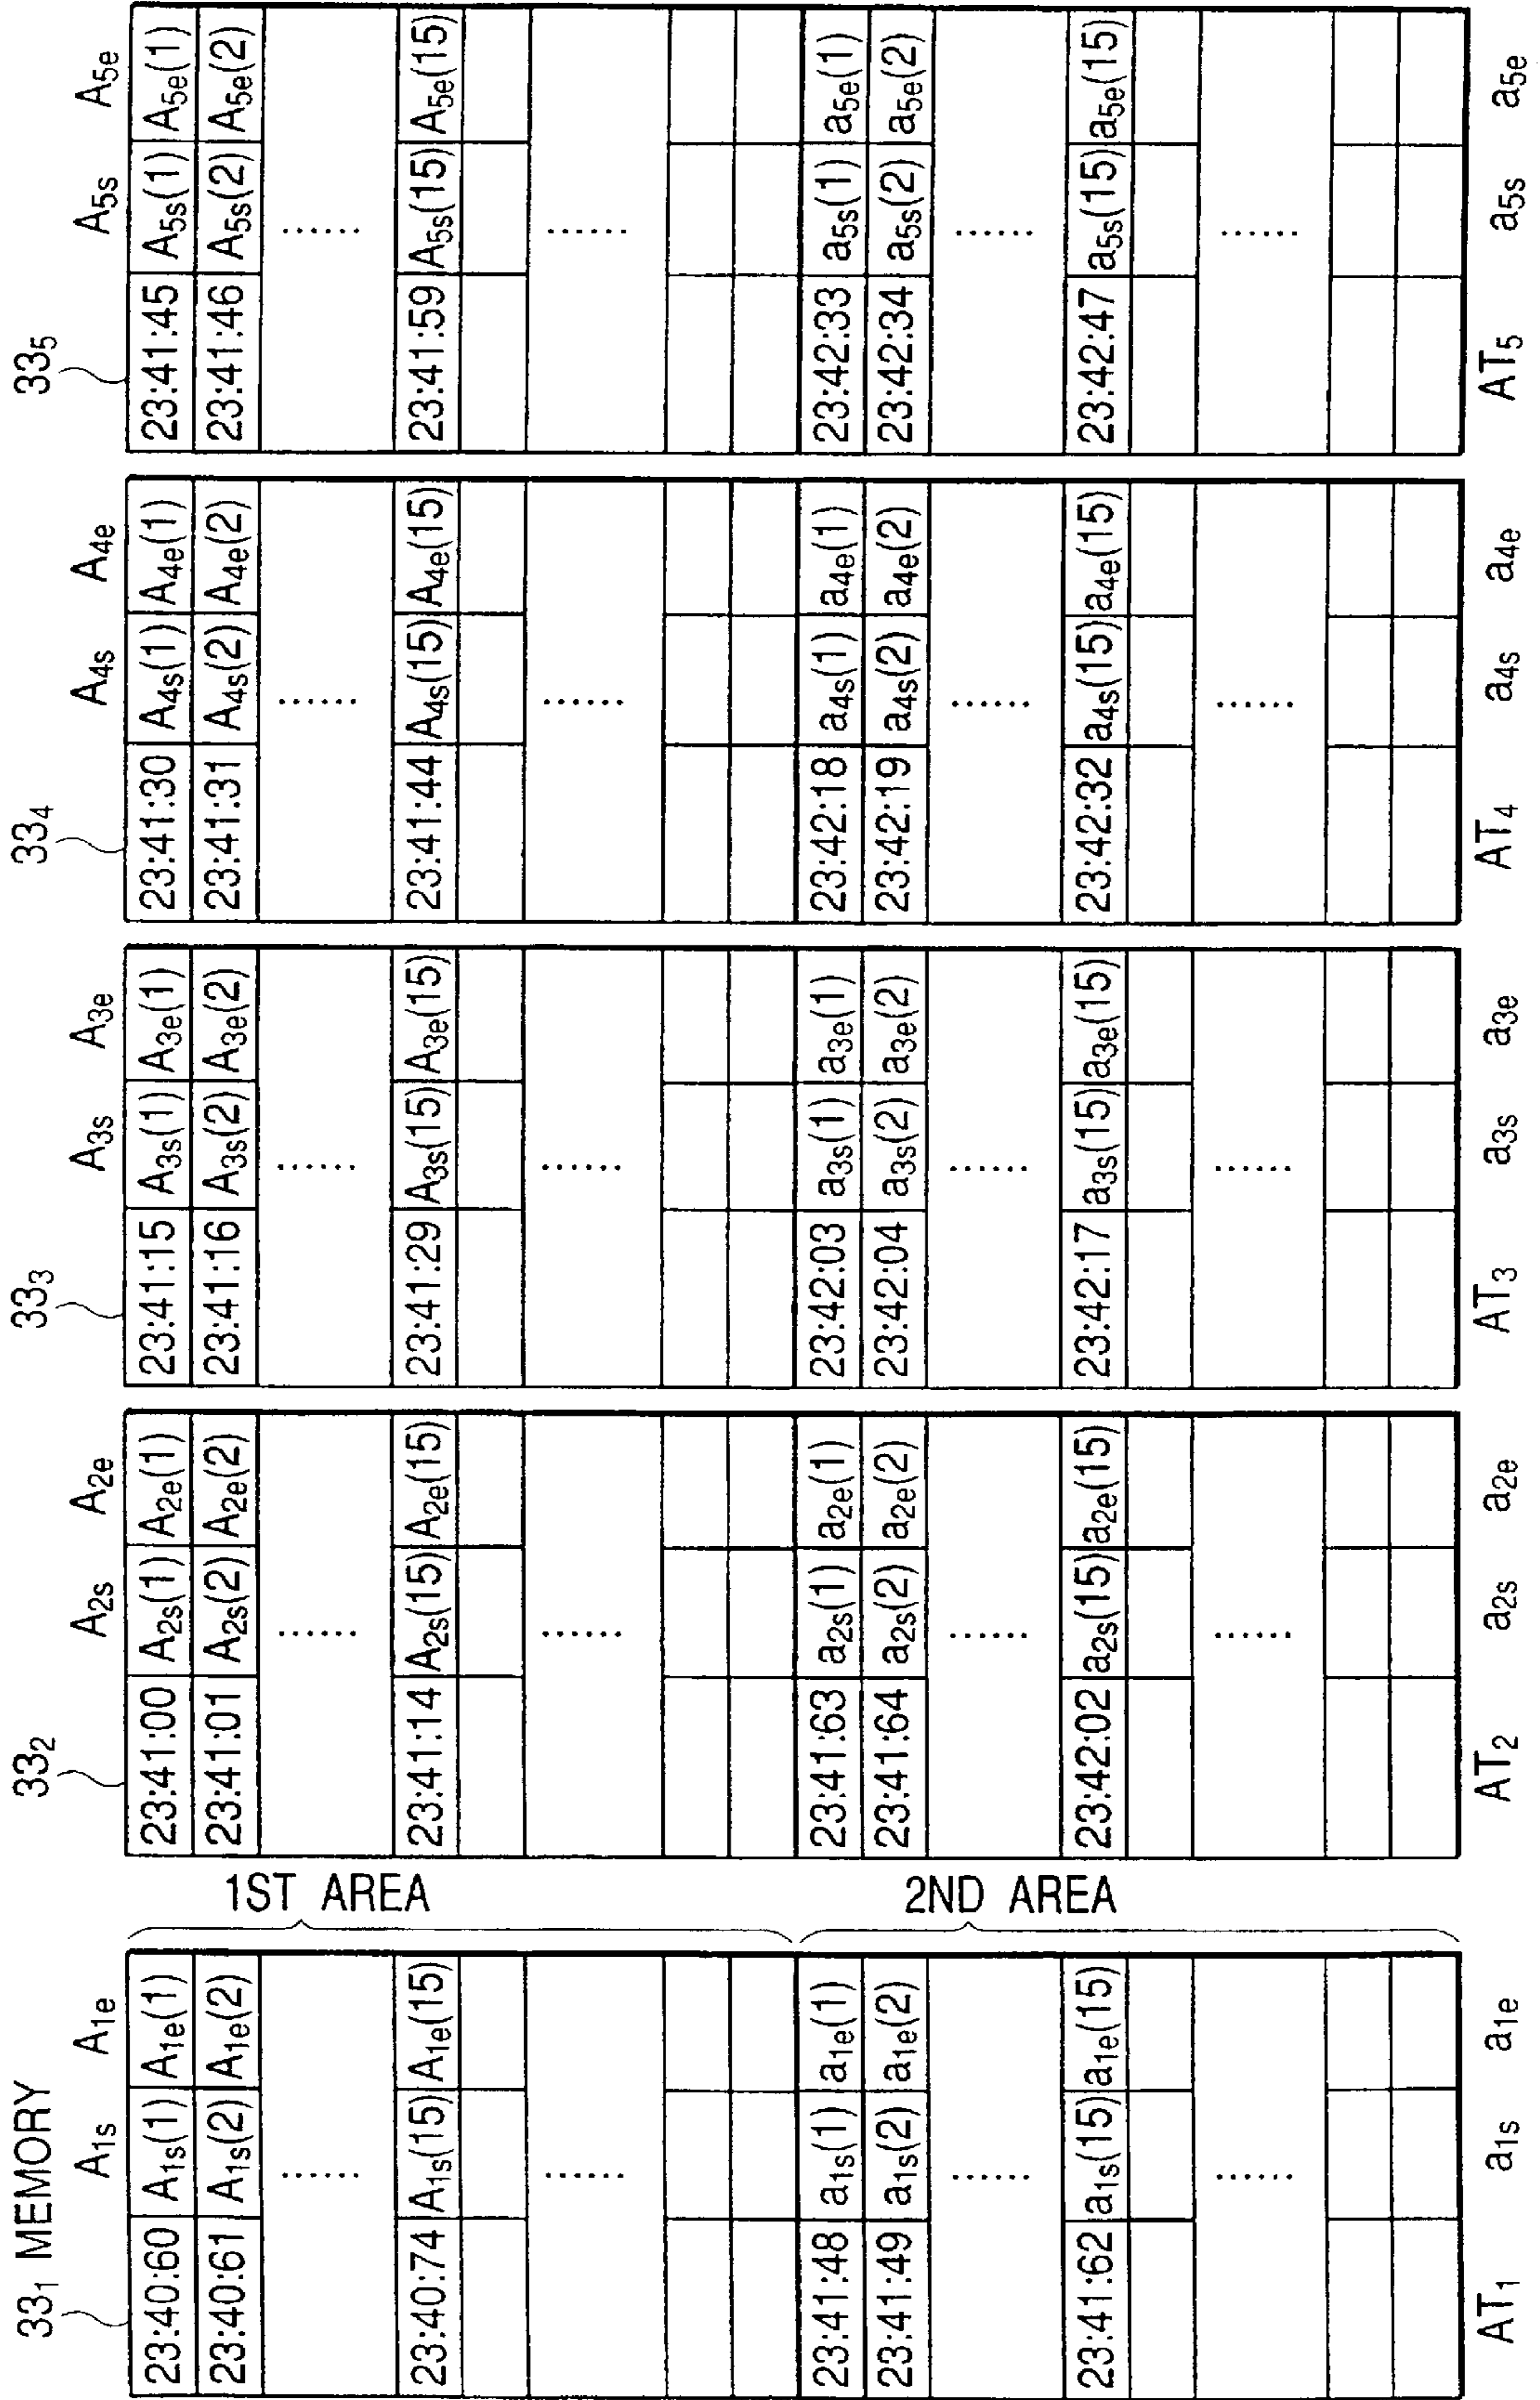 33₁ MEMORY
A₁s A₁e
23:40:60 A₁s(1) A₁e(1)
23:40:61 A₁s(2) A₁e(2)
......
23:40:74 A₁s(15) A₁e(15)
......
23:41:48 a₁s(1) a₁e(1)
23:41:49 a₁s(2) a₁e(2)
......
23:41:62 a₁s(15) a₁e(15)
......
AT₁ a₁s a₁e
1ST AREA
2ND AREA
33₂
A₂s A₂e
23:41:00 A₂s(1) A₂e(1)
23:41:01 A₂s(2) A₂e(2)
......
23:41:14 A₂s(15) A₂e(15)
......
23:41:63 a₂s(1) a₂e(1)
23:41:64 a₂s(2) a₂e(2)
......
23:42:02 a₂s(15) a₂e(15)
......
AT₂ a₂s a₂e
33₃
A₃s A₃e
23:41:15 A₃s(1) A₃e(1)
23:41:16 A₃s(2) A₃e(2)
......
23:41:29 A₃s(15) A₃e(15)
......
23:42:03 a₃s(1) a₃e(1)
23:42:04 a₃s(2) a₃e(2)
......
23:42:17 a₃s(15) a₃e(15)
......
AT₃ a₃s a₃e
33₄
A₄s A₄e
23:41:30 A₄s(1) A₄e(1)
23:41:31 A₄s(2) A₄e(2)
......
23:41:44 A₄s(15) A₄e(15)
......
23:42:18 a₄s(1) a₄e(1)
23:42:19 a₄s(2) a₄e(2)
......
23:42:32 a₄s(15) a₄e(15)
......
AT₄ a₄s a₄e
33₅
A₅s A₅e
23:41:45 A₅s(1) A₅e(1)
23:41:46 A₅s(2) A₅e(2)
......
23:41:59 A₅s(15) A₅e(15)
......
23:42:33 a₅s(1) a₅e(1)
23:42:34 a₅s(2) a₅e(2)
......
23:42:47 a₅s(15) a₅e(15)
......
AT₅ a₅s a₅e